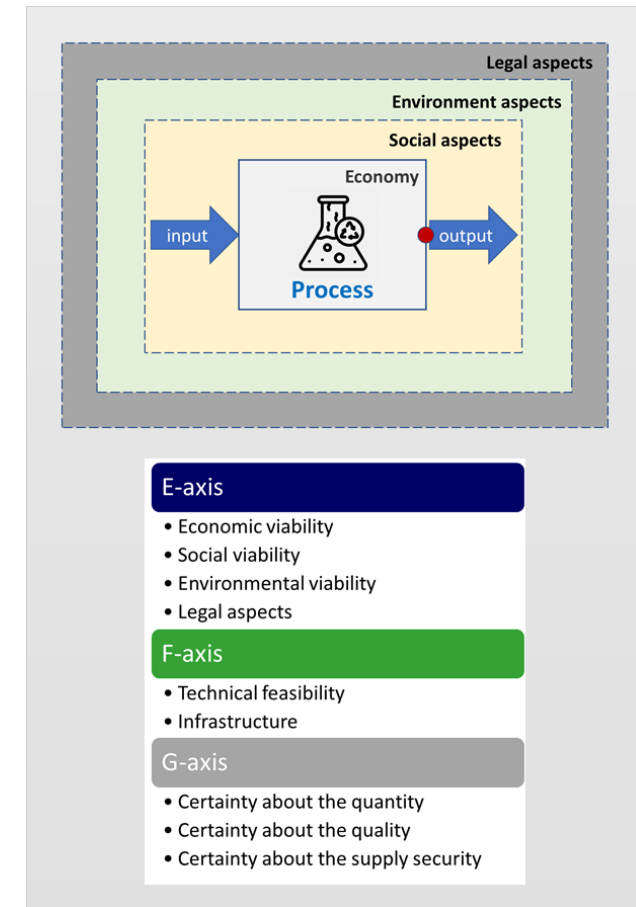 Legal aspects
Environment aspects
Social aspects
Economy
input
output
Process
E-axis
• Economic viability
• Social viability
• Environmental viability
• Legal aspects
F-axis
• Technical feasibility
• Infrastructure
G-axis
• Certainty about the quantity
• Certainty about the quality
• Certainty about the supply security